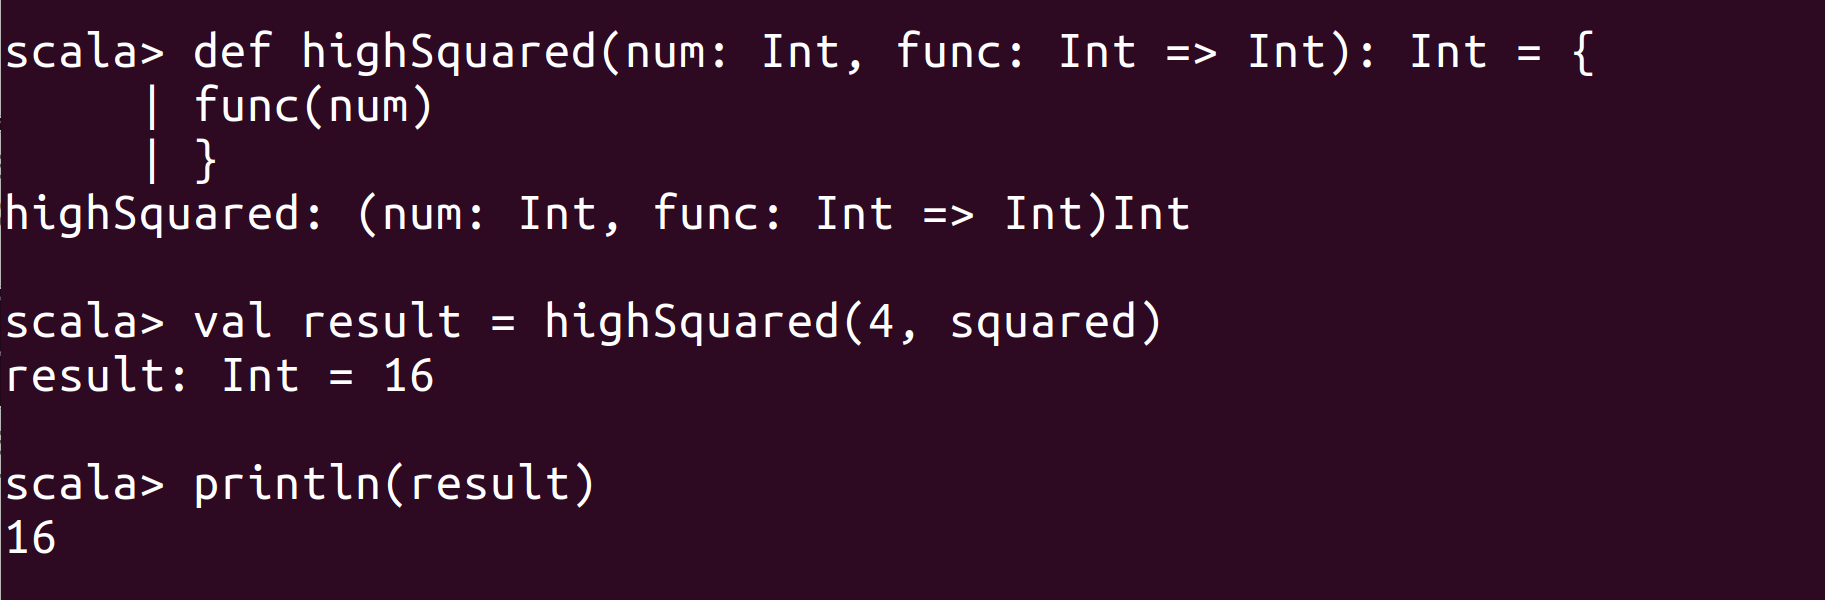 scala> def highSquared(num: Int, func: Int => Int): Int = {
     | func(num)
     | }
highSquared: (num: Int, func: Int => Int)Int

scala> val result = highSquared(4, squared)
result: Int = 16

scala> println(result)
16